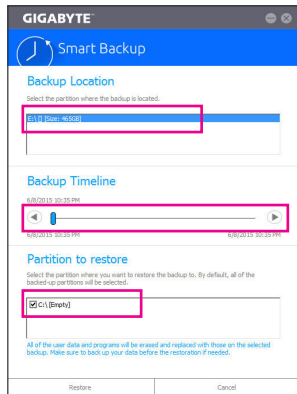 GIGABYTE™
Smart Backup
Backup Location
Select the partition where the backup is located.
E:\ [] [Size: 465GB]
Backup Timeline
6/8/2015 10:35 PM
6/8/2015 10:35 PM
6/8/2015 10:35 PM
Partition to restore
Select the partition where you want to restore the backup to. By default, all of the
backed-up partitions will be selected.
C:\ [Empty]
All of the user data and programs will be erased and replaced with those on the selected
backup. Make sure to back up your data before the restoration if needed.
Restore
Cancel